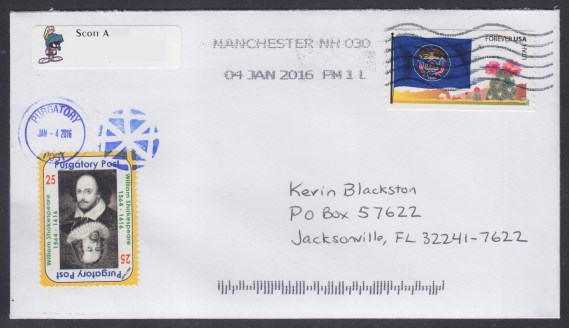 Scott A
MANCHESTER NH 030
04 JAN 2016 PM 1 L
FOREVER USA
UTAH
PURGATORY
JAN - 4 2016
POST
Purgatory Post
25
William Shakespeare
1564 - 1616
William Shakespeare
1564 - 1616
25
Purgatory Post
Kevin Blackston
PO Box 57622
Jacksonville, FL 32241-7622